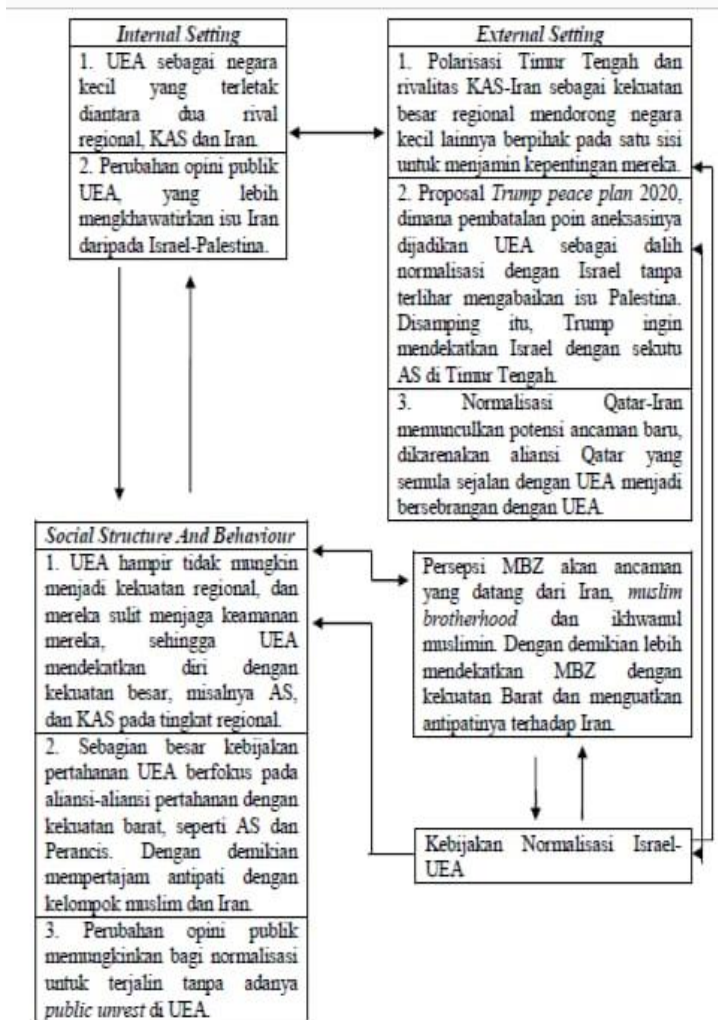 Internal Setting
1. UEA sebagai negara
kecil yang terletak
diantara dua rival
regional, KAS dan Iran.
2. Perubahan opini publik
UEA, yang lebih
mengkhawatirkan isu Iran
daripada Israel-Palestina.
External Setting
1. Polarisasi Timur Tengah dan
rivalitas KAS-Iran sebagai kekuatan
besar regional mendorong negara
kecil lainnya berpihak pada satu sisi
untuk menjamin kepentingan mereka.
2. Proposal Trump peace plan 2020,
dimana pembatalan poin aneksasinya
dijadikan UEA sebagai dalih
normalisasi dengan Israel tanpa
terlihar mengabaikan isu Palestina.
Disamping itu, Trump ingin
mendekatkan Israel dengan sekutu
AS di Timur Tengah.
3. Normalisasi Qatar-Iran
memunculkan potensi ancaman baru,
dikarenakan aliansi Qatar yang
semula sejalan dengan UEA menjadi
bersebrangan dengan UEA.
Social Structure And Behaviour
1. UEA hampir tidak mungkin
menjadi kekuatan regional, dan
mereka sulit menjaga keamanan
mereka, sehingga UEA
mendekatkan diri dengan
kekuatan besar, misalnya AS,
dan KAS pada tingkat regional.
2. Sebagian besar kebijakan
pertahanan UEA berfokus pada
aliansi-aliansi pertahanan dengan
kekuatan barat, seperti AS dan
Perancis. Dengan demikian
mempertajam antipati dengan
kelompok muslim dan Iran.
3. Perubahan opini publik
memungkinkan bagi normalisasi
untuk terjalin tanpa adanya
public unrest di UEA.
Persepsi MBZ akan ancaman
yang datang dari Iran, muslim
brotherhood dan ikhwanul
muslimin. Dengan demikian lebih
mendekatkan MBZ dengan
kekuatan Barat dan menguatkan
antipatinya terhadap Iran.
Kebijakan Normalisasi Israel-
UEA